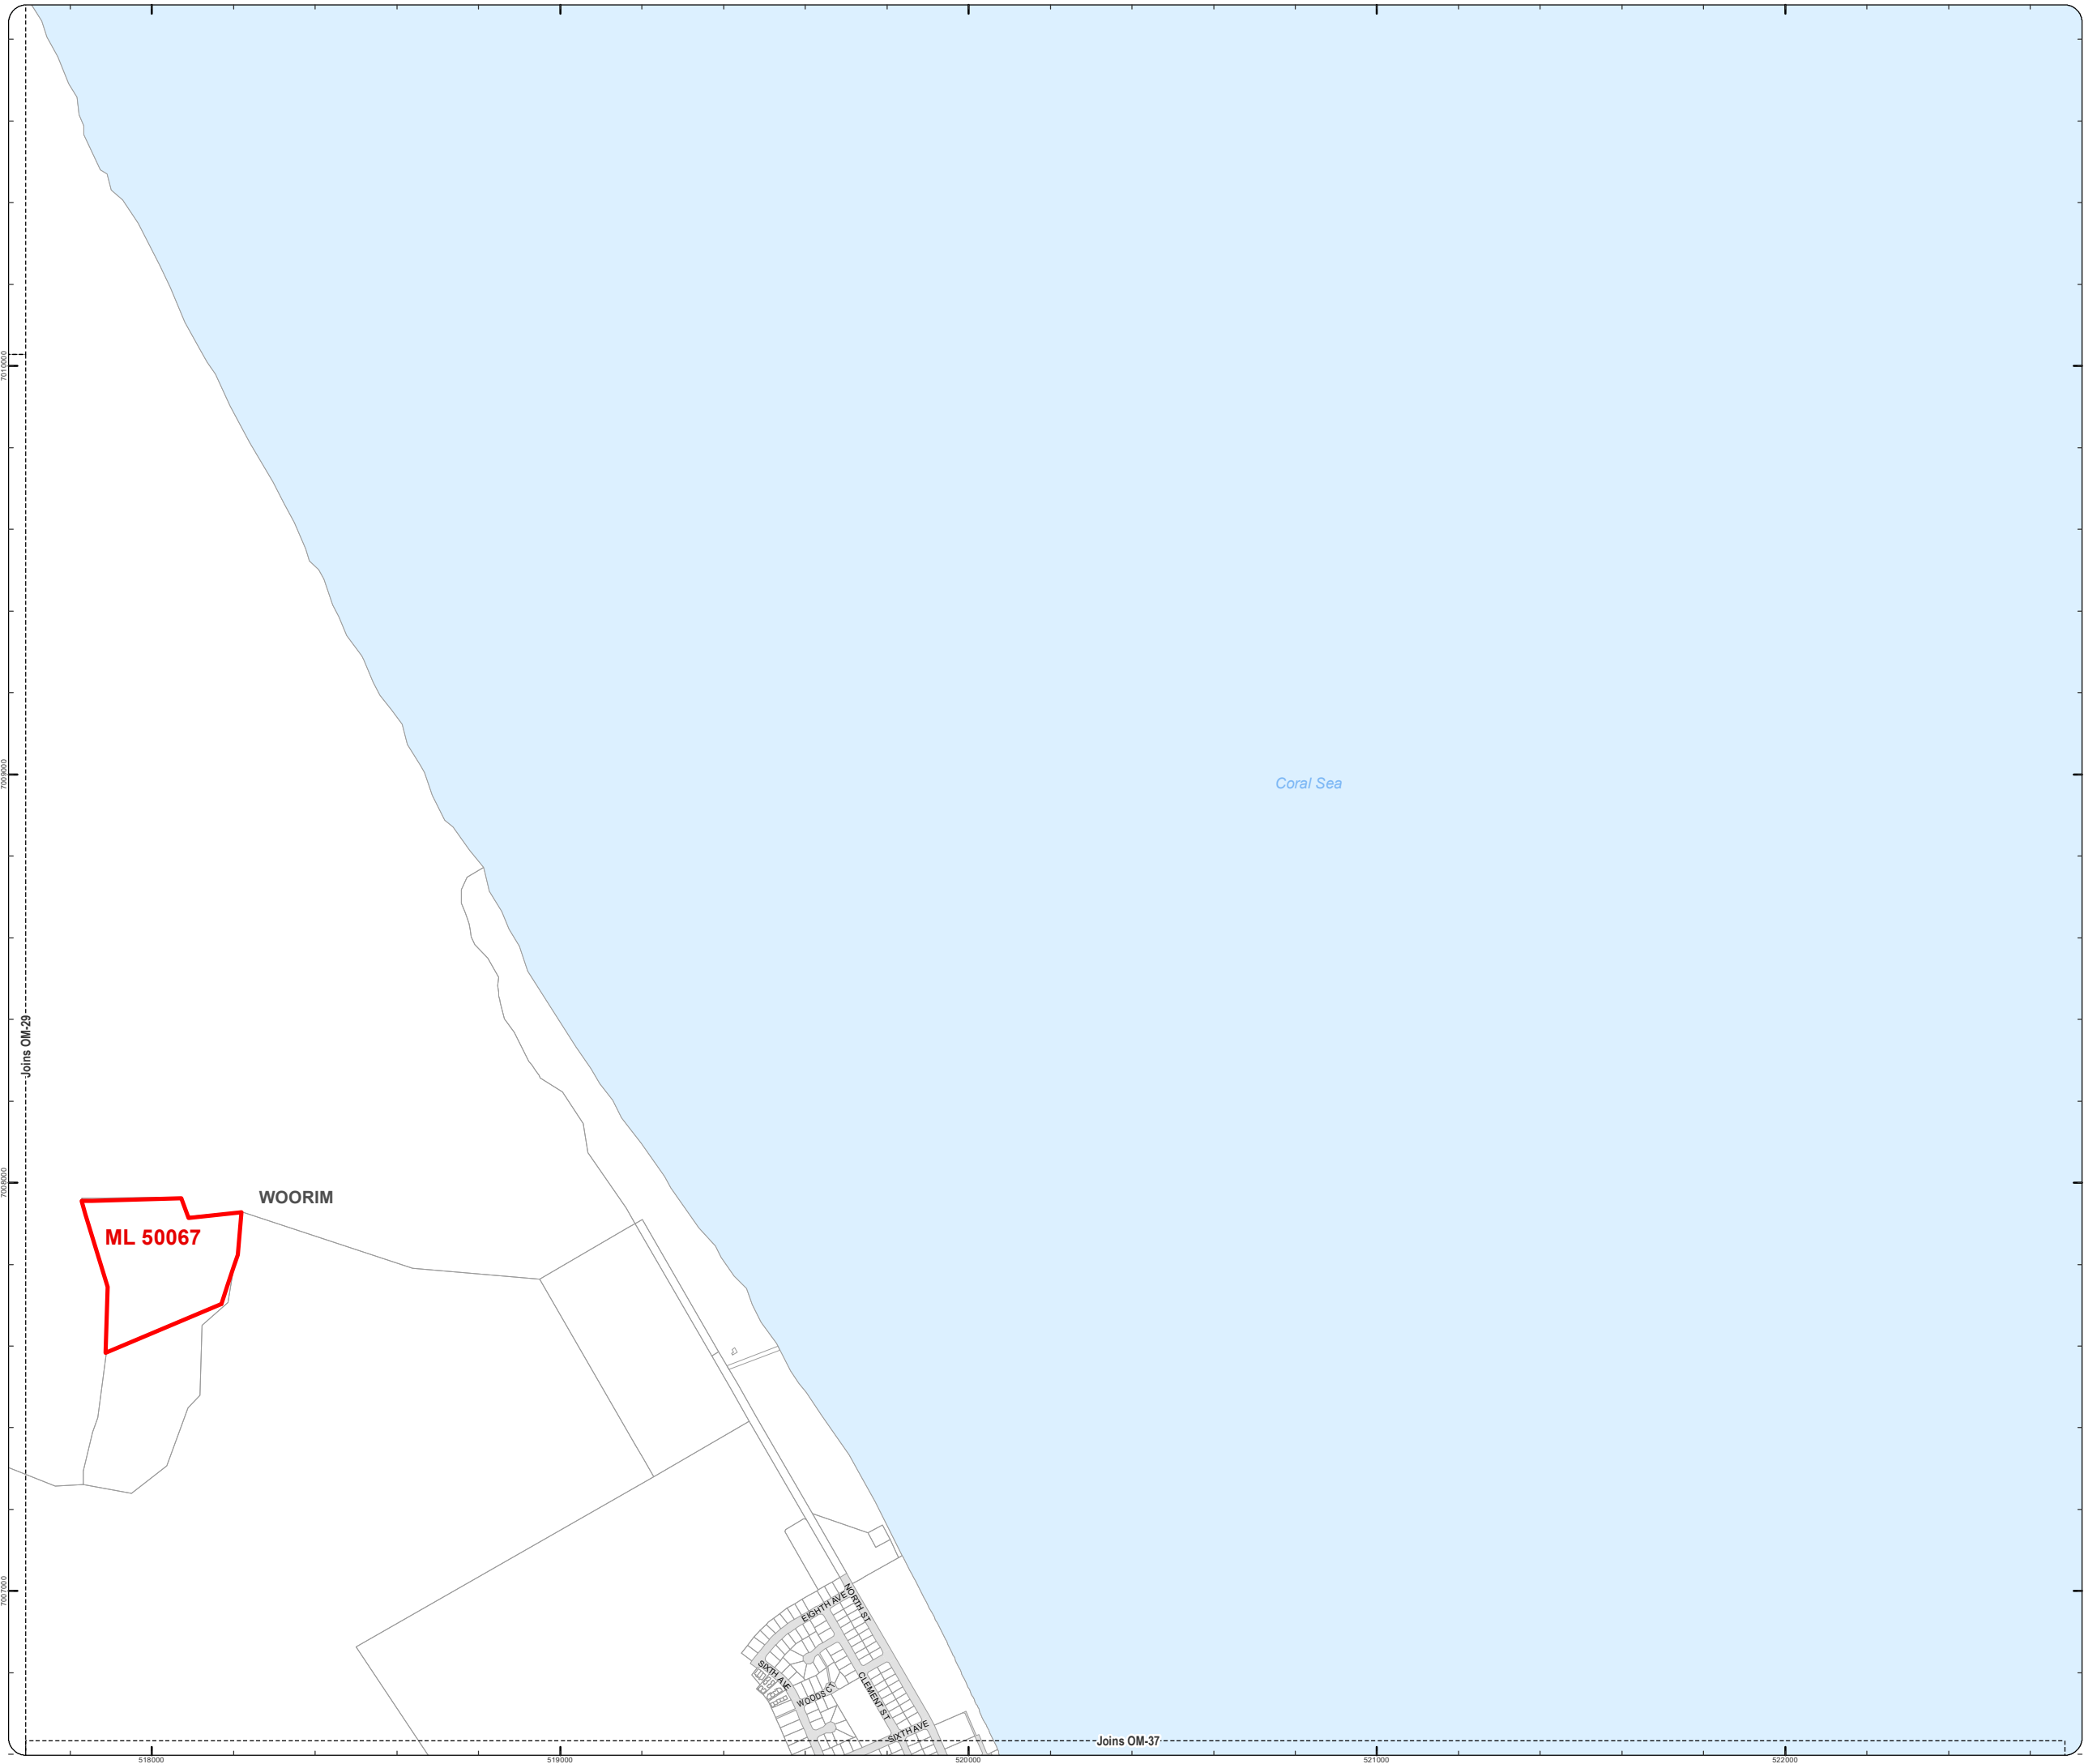 7010000
7009000
Coral Sea
Joins OM-29
7008000
WOORIM
ML 50067
7007000
NORTH ST
EIGHTH AVE
SIXTH AVE
WOODS CT
CLEMENT ST
SIXTH AVE
Joins OM-37
518000
519000
520000
521000
522000